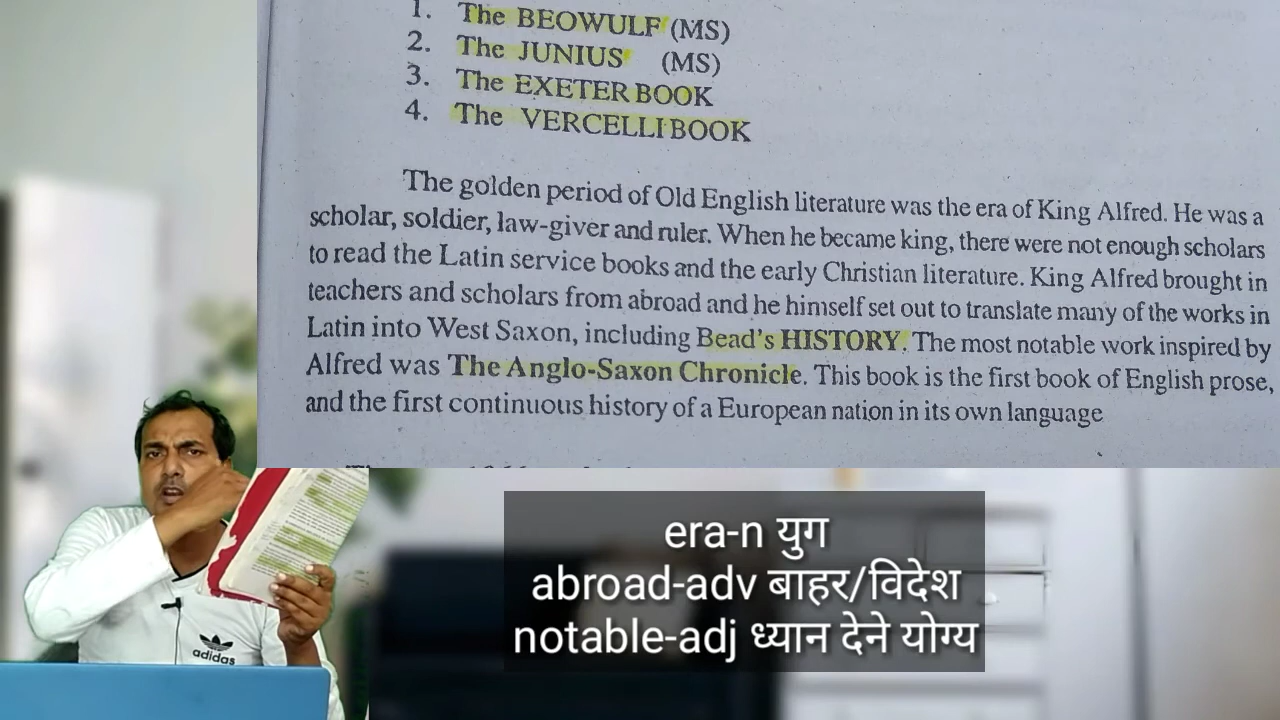 1. The BEOWULF (MS)
2. The JUNIUS (MS)
3. The EXETER BOOK
4. The VERCELLI BOOK
The golden period of Old English literature was the era of King Alfred. He was a
scholar, soldier, law-giver and ruler. When he became king, there were not enough scholars
to read the Latin service books and the early Christian literature. King Alfred brought in
teachers and scholars from abroad and he himself set out to translate many of the works in
Latin into West Saxon, including Bead's HISTORY. The most notable work inspired by
Alfred was The Anglo-Saxon Chronicle. This book is the first book of English prose,
and the first continuous history of a European nation in its own language
era-n युग
abroad-adv बाहर/विदेश
notable-adj ध्यान देने योग्य
adidas